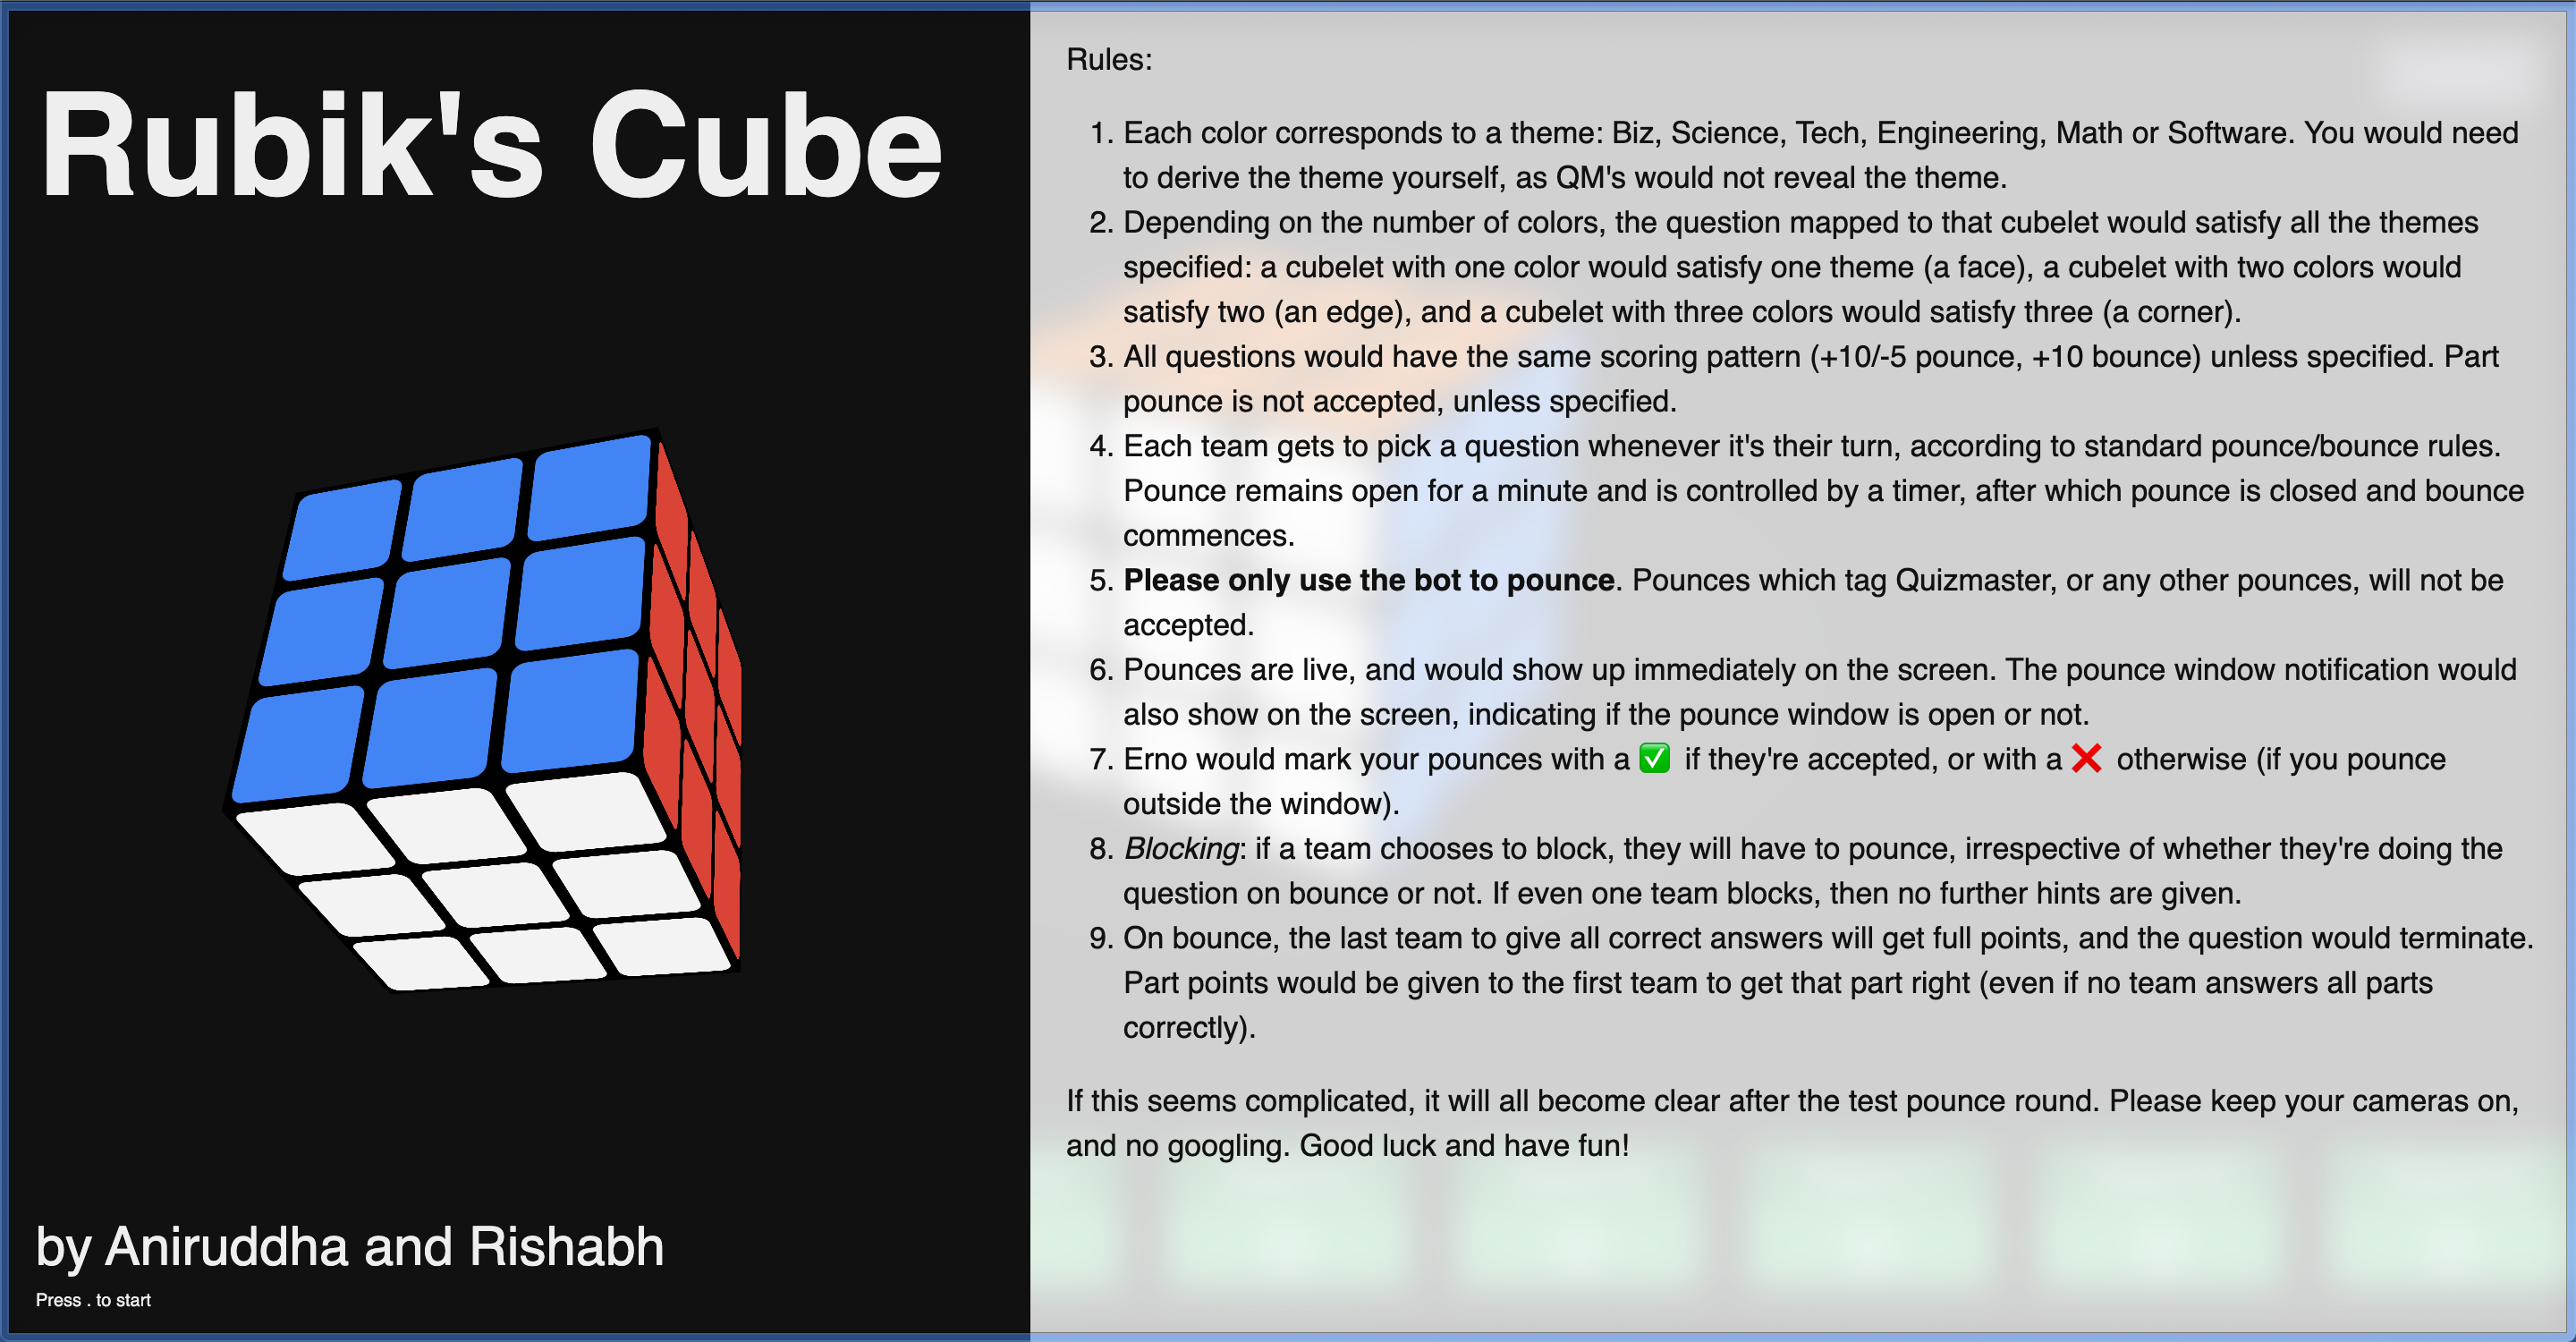 Rubik's Cube
by Aniruddha and Rishabh
Press . to start
Rules:
1. Each color corresponds to a theme: Biz, Science, Tech, Engineering, Math or Software. You would need
to derive the theme yourself, as QM's would not reveal the theme.
2. Depending on the number of colors, the question mapped to that cubelet would satisfy all the themes
specified: a cubelet with one color would satisfy one theme (a face), a cubelet with two colors would
satisfy two (an edge), and a cubelet with three colors would satisfy three (a corner).
3. All questions would have the same scoring pattern (+10/-5 pounce, +10 bounce) unless specified. Part
pounce is not accepted, unless specified.
4. Each team gets to pick a question whenever it's their turn, according to standard pounce/bounce rules.
Pounce remains open for a minute and is controlled by a timer, after which pounce is closed and bounce
commences.
5. Please only use the bot to pounce. Pounces which tag Quizmaster, or any other pounces, will not be
accepted.
6. Pounces are live, and would show up immediately on the screen. The pounce window notification would
also show on the screen, indicating if the pounce window is open or not.
7. Erno would mark your pounces with a ✅ if they're accepted, or with a ❌ otherwise (if you pounce
outside the window).
8. Blocking: if a team chooses to block, they will have to pounce, irrespective of whether they're doing the
question on bounce or not. If even one team blocks, then no further hints are given.
9. On bounce, the last team to give all correct answers will get full points, and the question would terminate.
Part points would be given to the first team to get that part right (even if no team answers all parts
correctly).
If this seems complicated, it will all become clear after the test pounce round. Please keep your cameras on,
and no googling. Good luck and have fun!